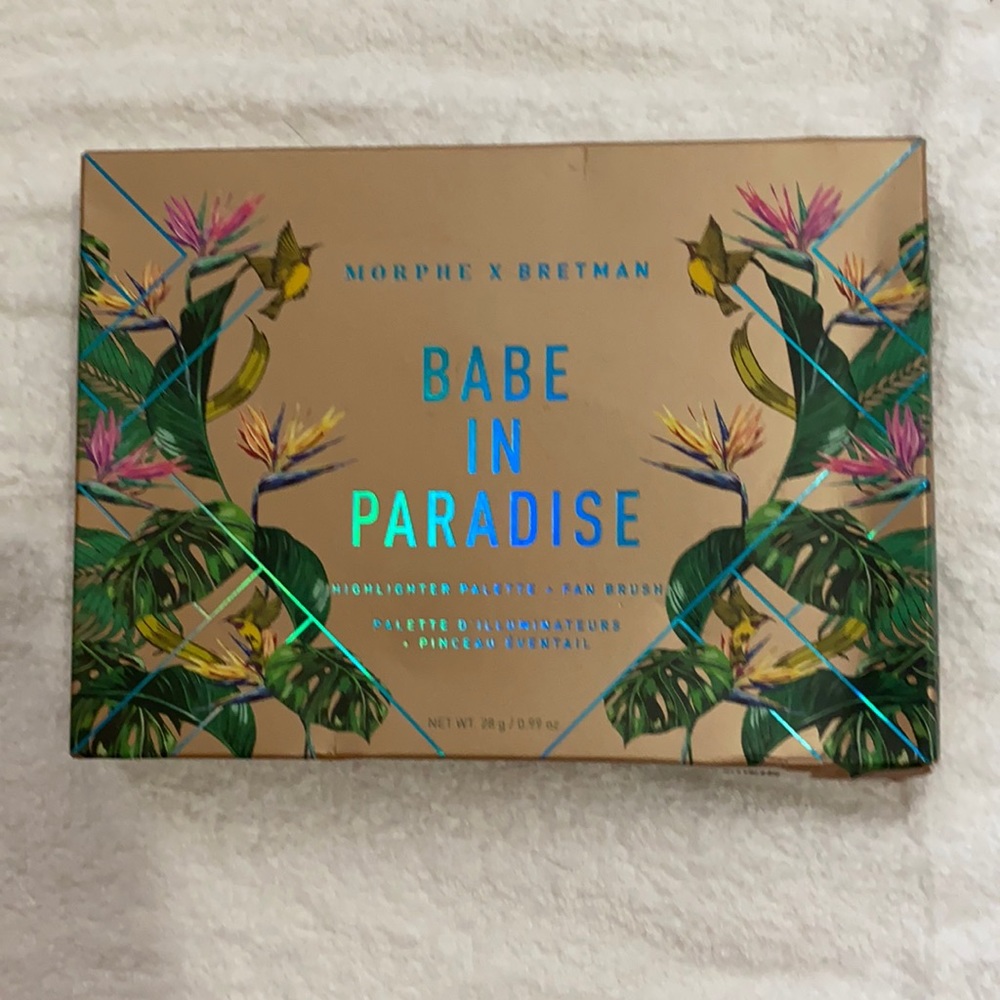 MORPHE X BRETMAN
BABE
IN
PARADISE
HIGHLIGHTER PALETTE + FAN BRUSH
PALETTE D'ILLUMINATEURS
+ PINCEAU ÉVENTAIL
NET WT. 28 g / 0.99 oz